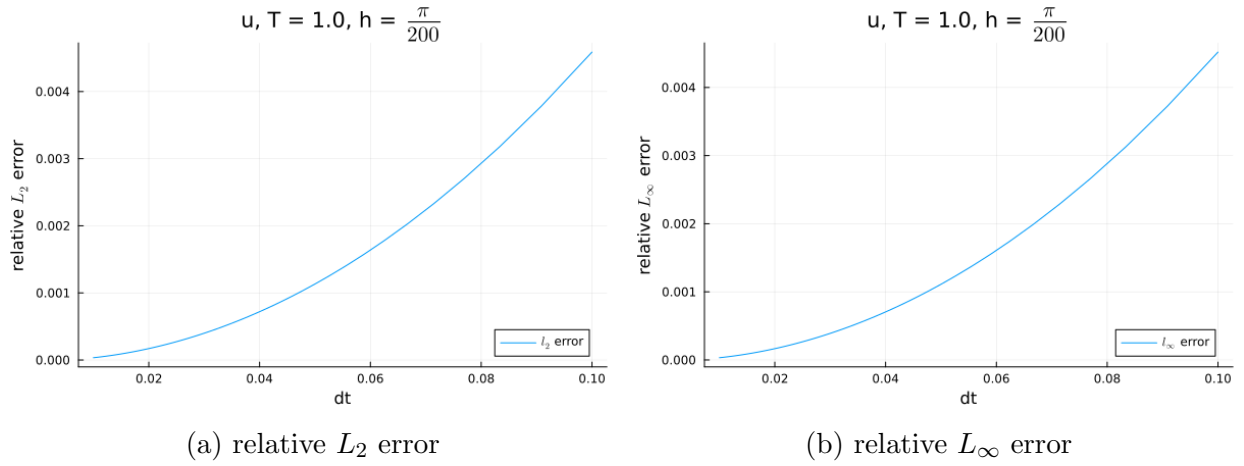 u, T = 1.0, h = π/200
relative L₂ error
0.004
0.003
0.002
0.001
0.000
l₂ error
0.02 0.04 0.06 0.08 0.10
dt
(a) relative L₂ error
u, T = 1.0, h = π/200
relative L∞ error
0.004
0.003
0.002
0.001
0.000
l∞ error
0.02 0.04 0.06 0.08 0.10
dt
(b) relative L∞ error